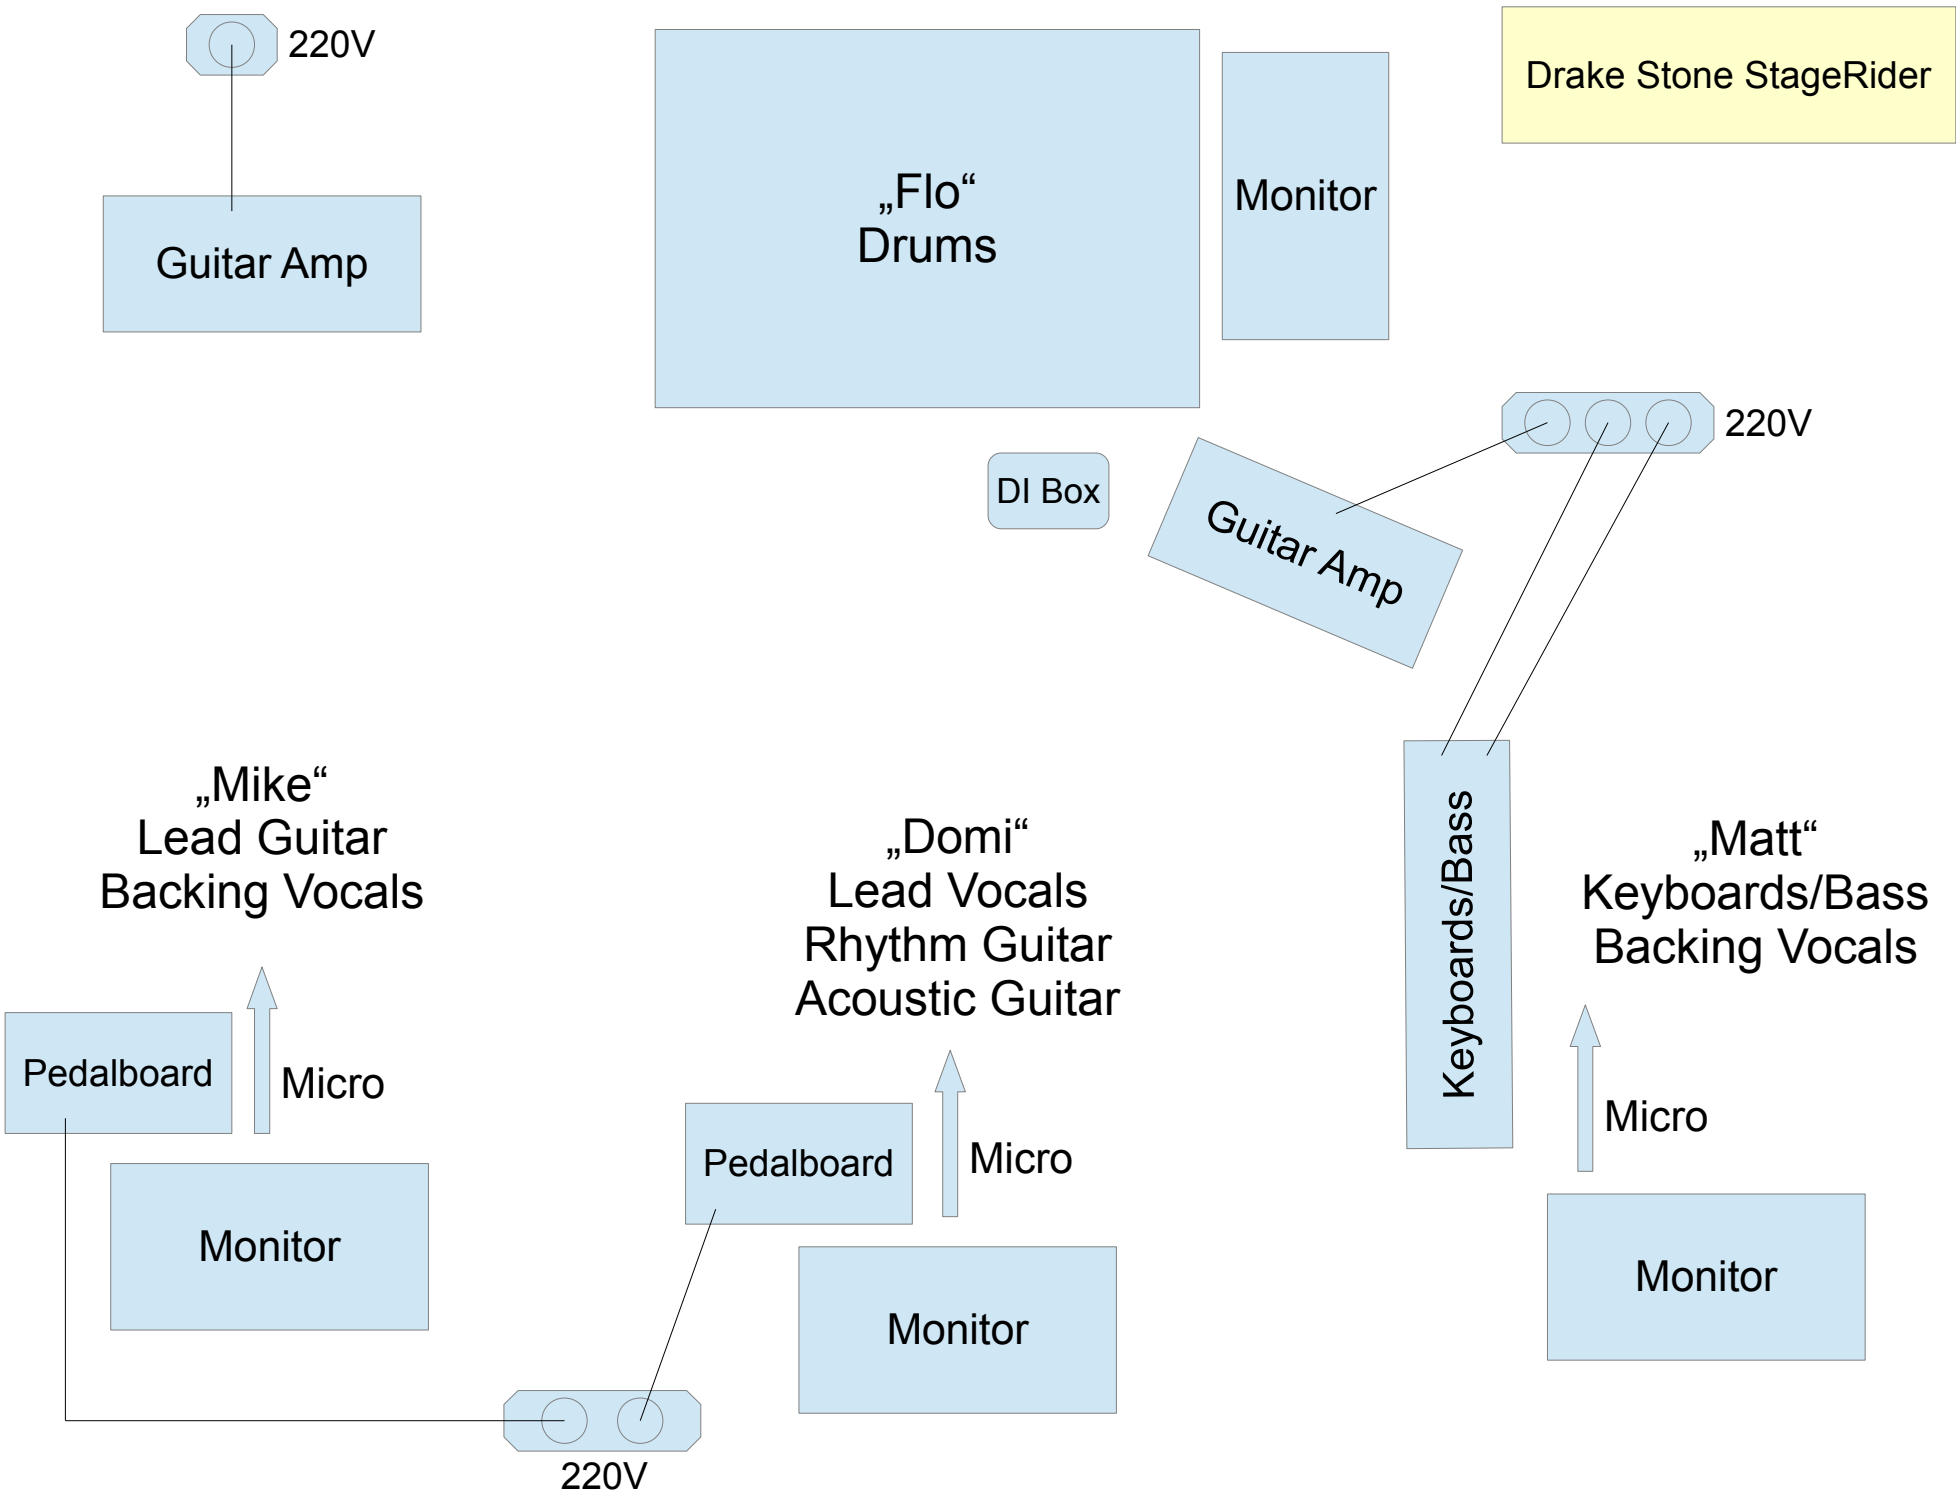 220V
Drake Stone StageRider
„Flo“
Drums
Monitor
Guitar Amp
220V
DI Box
Guitar Amp
„Mike“
Lead Guitar
Backing Vocals
„Domi“
Lead Vocals
Rhythm Guitar
Acoustic Guitar
Keyboards/Bass
„Matt“
Keyboards/Bass
Backing Vocals
Pedalboard
Micro
Pedalboard
Micro
Micro
Monitor
Monitor
Monitor
220V